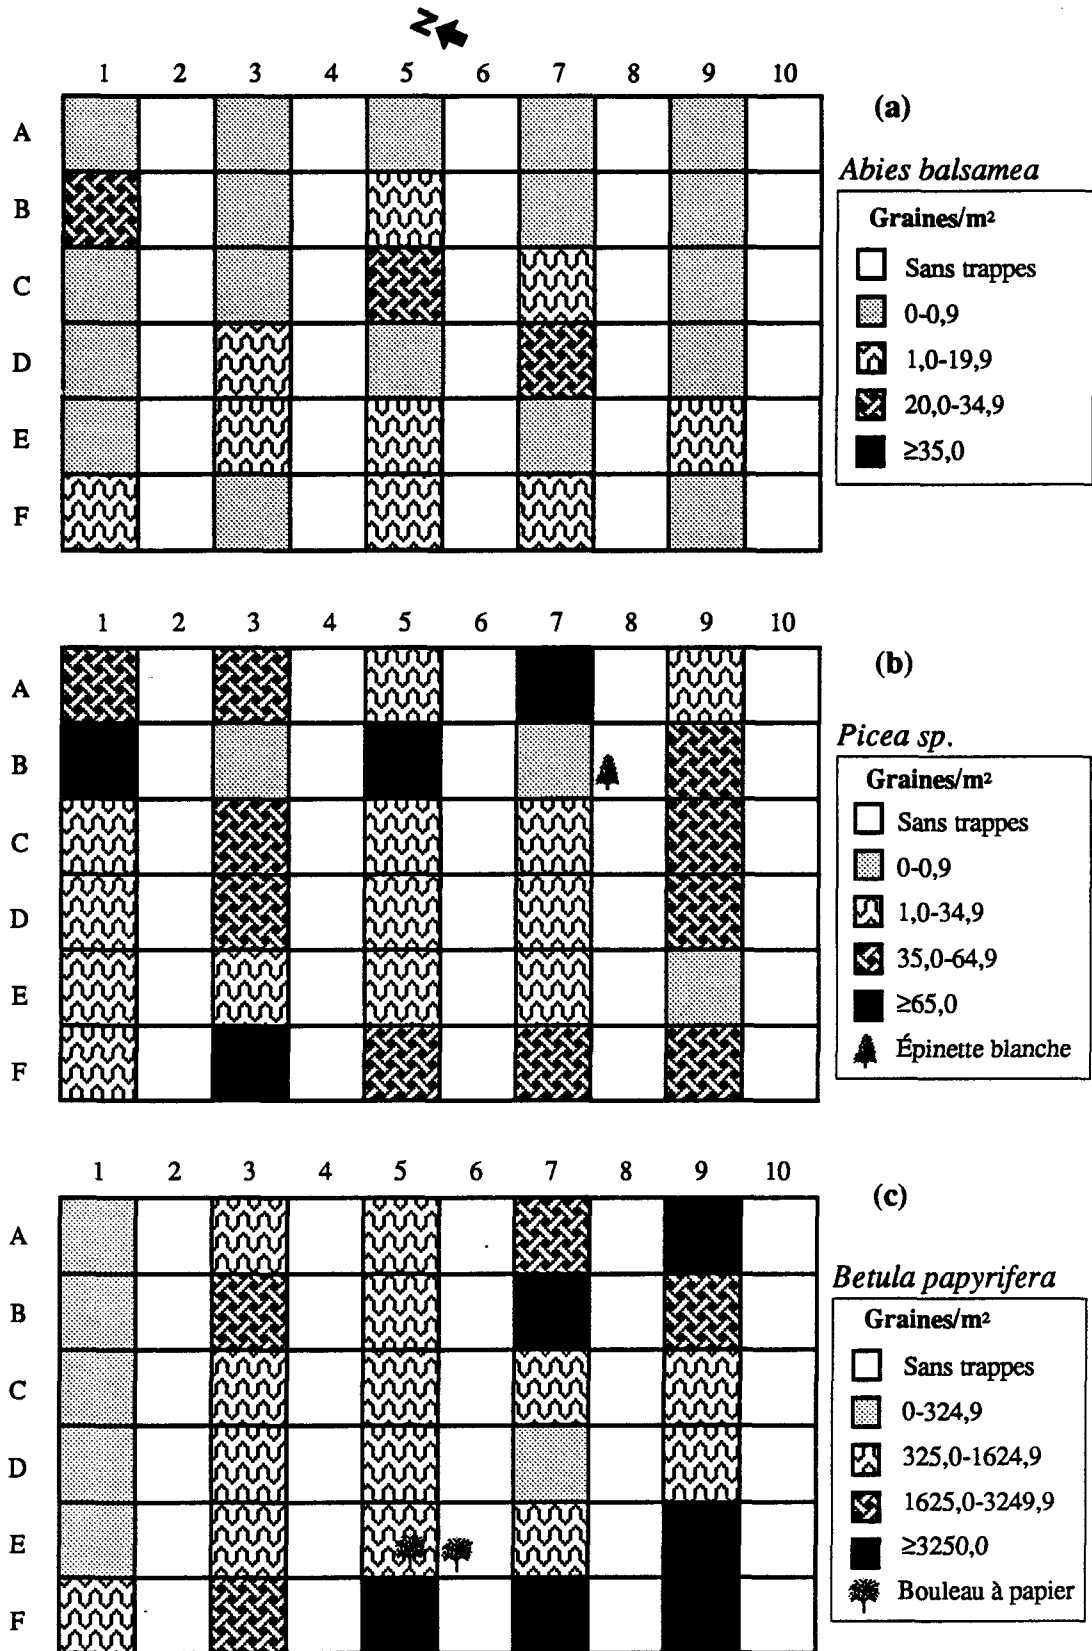 N
1 2 3 4 5 6 7 8 9 10
(a)
A
B
C
D
E
F
Abies balsamea
Graines/m²
Sans trappes
0-0,9
1,0-19,9
20,0-34,9
≥35,0
1 2 3 4 5 6 7 8 9 10
(b)
A
B
C
D
E
F
Picea sp.
Graines/m²
Sans trappes
0-0,9
1,0-34,9
35,0-64,9
≥65,0
Épinette blanche
1 2 3 4 5 6 7 8 9 10
(c)
A
B
C
D
E
F
Betula papyrifera
Graines/m²
Sans trappes
0-324,9
325,0-1624,9
1625,0-3249,9
≥3250,0
Bouleau à papier